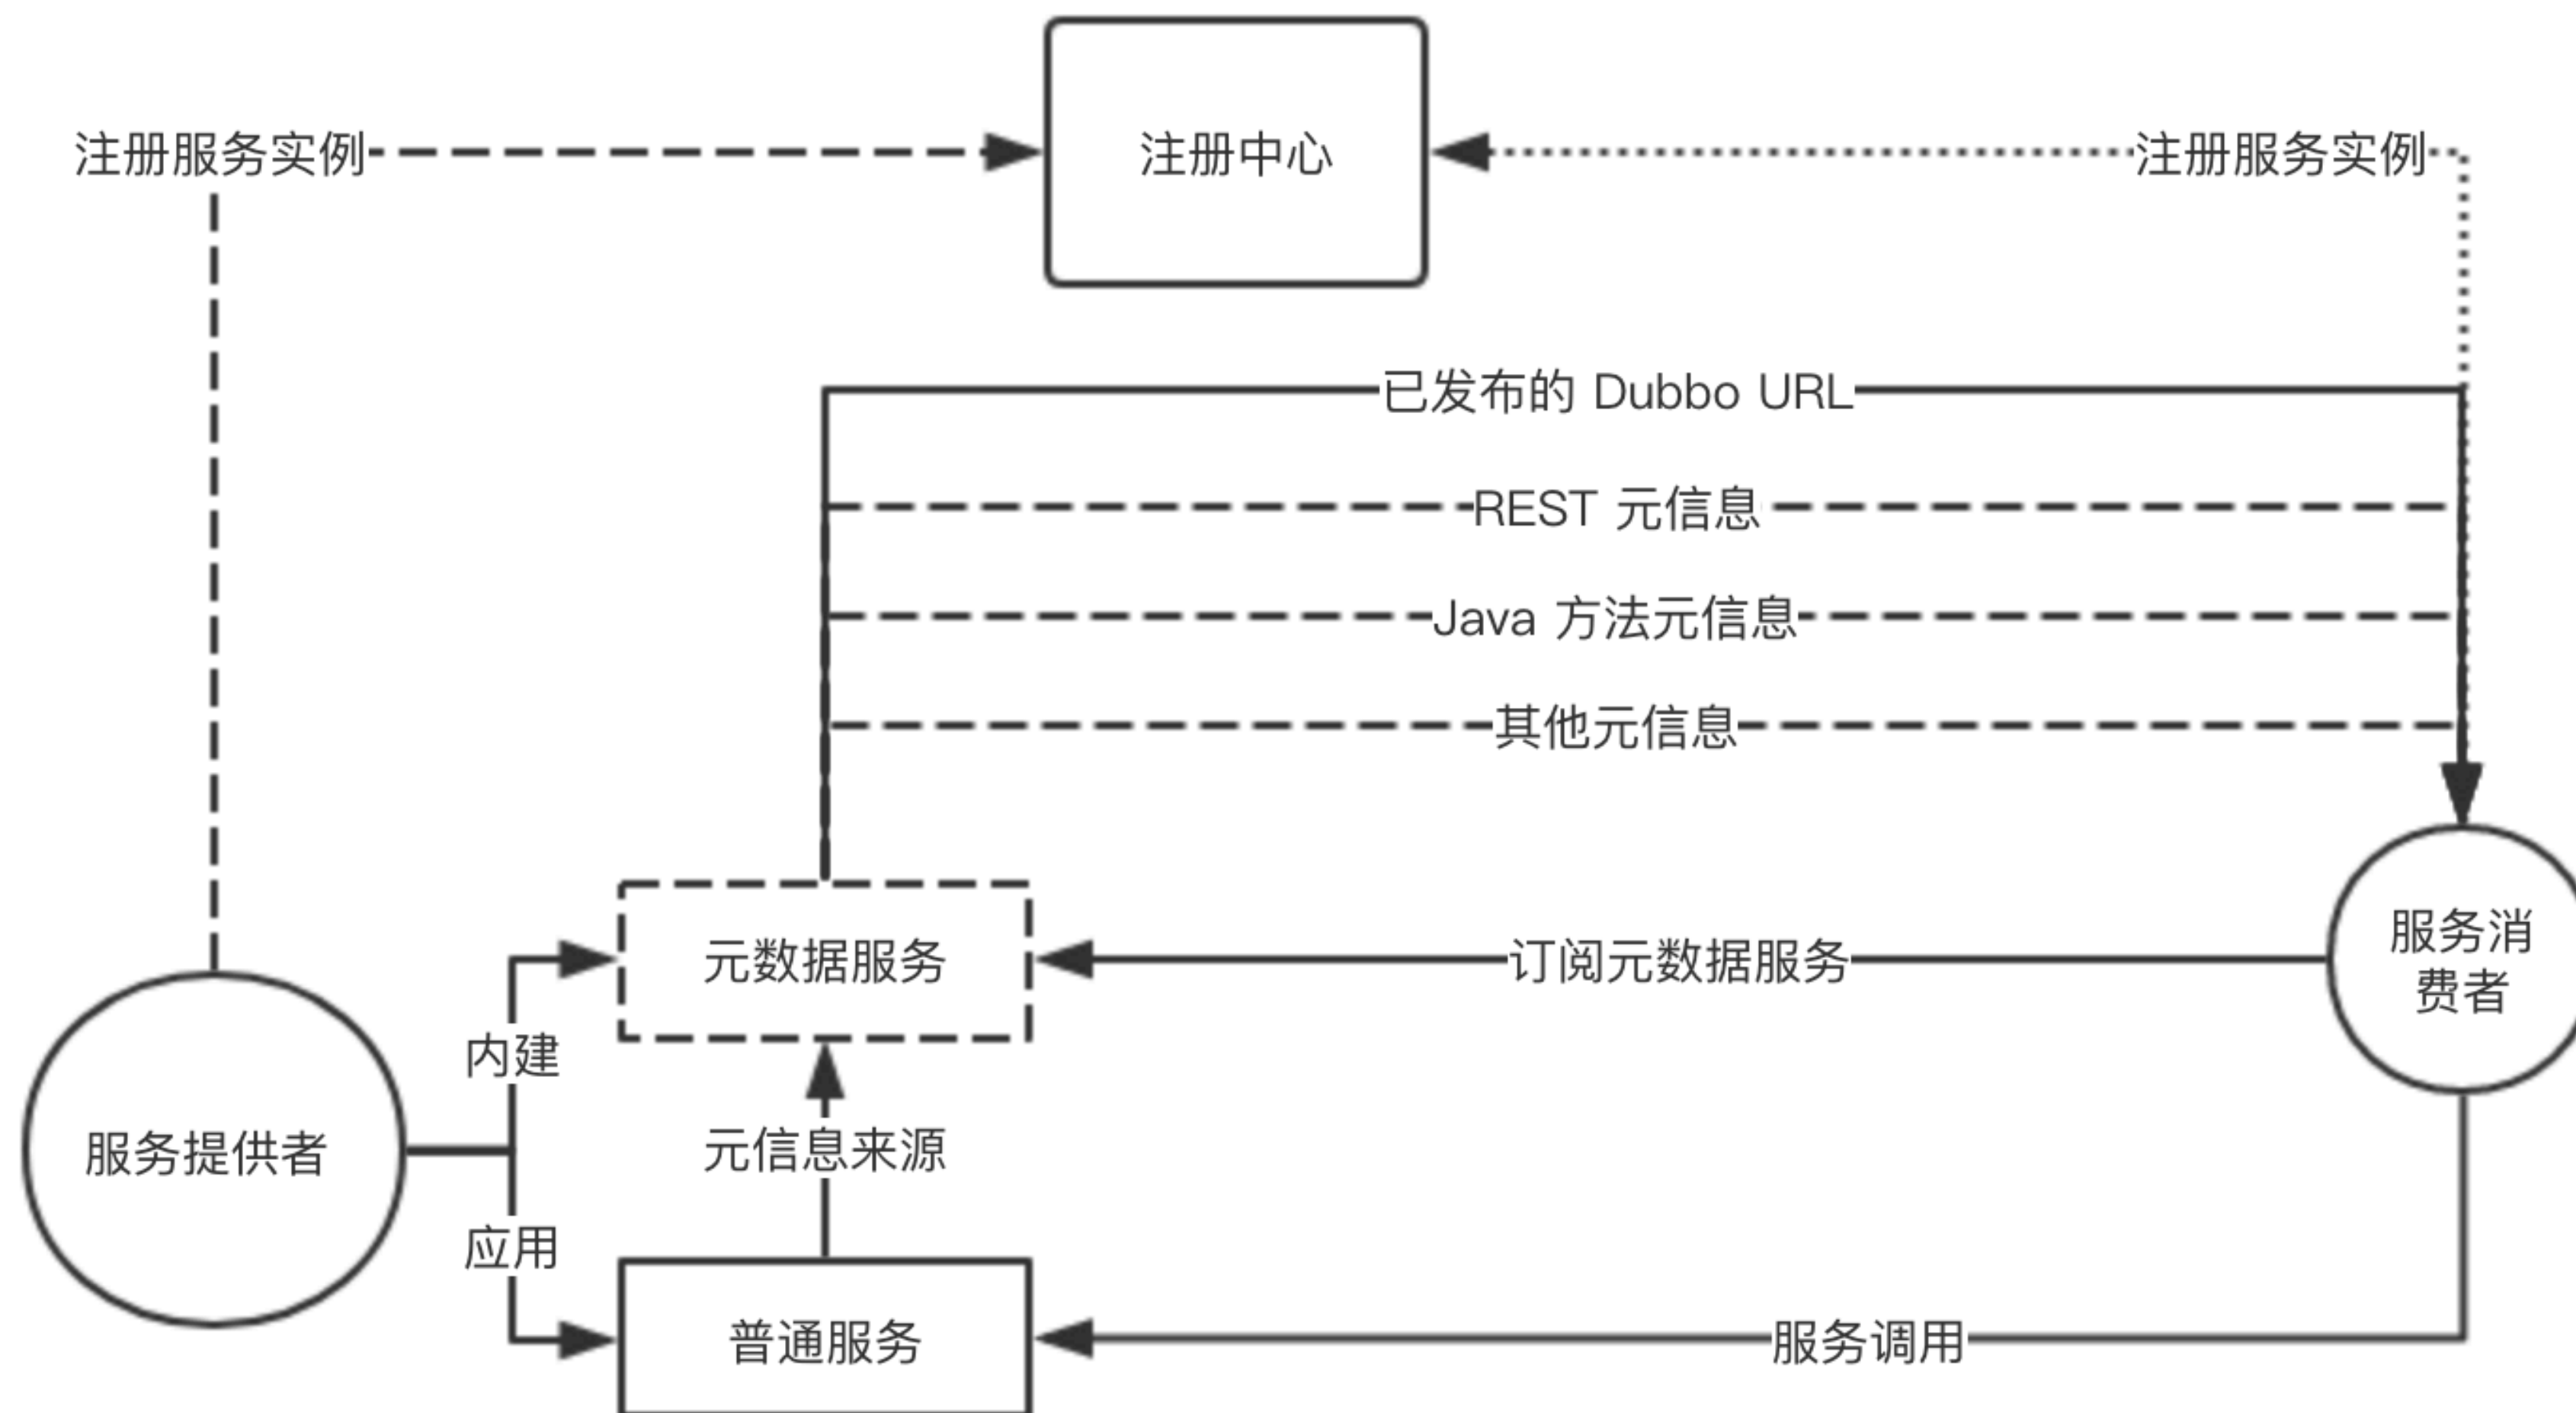 注册服务实例
注册中心
注册服务实例
已发布的 Dubbo URL
REST 元信息
Java 方法元信息
其他元信息
元数据服务
订阅元数据服务
服务消
费者
内建
服务提供者
元信息来源
应用
普通服务
服务调用